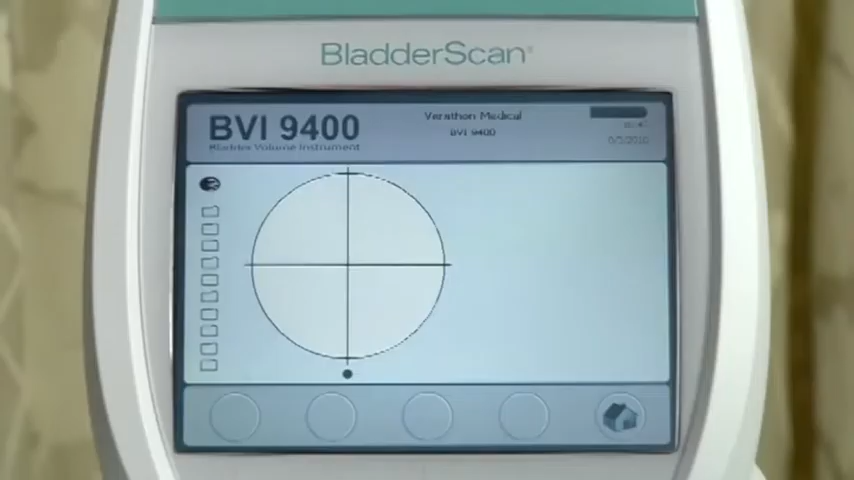 BladderScan®
BVI 9400
Bladder Volume Instrument
Verathon Medical
BVI 9400